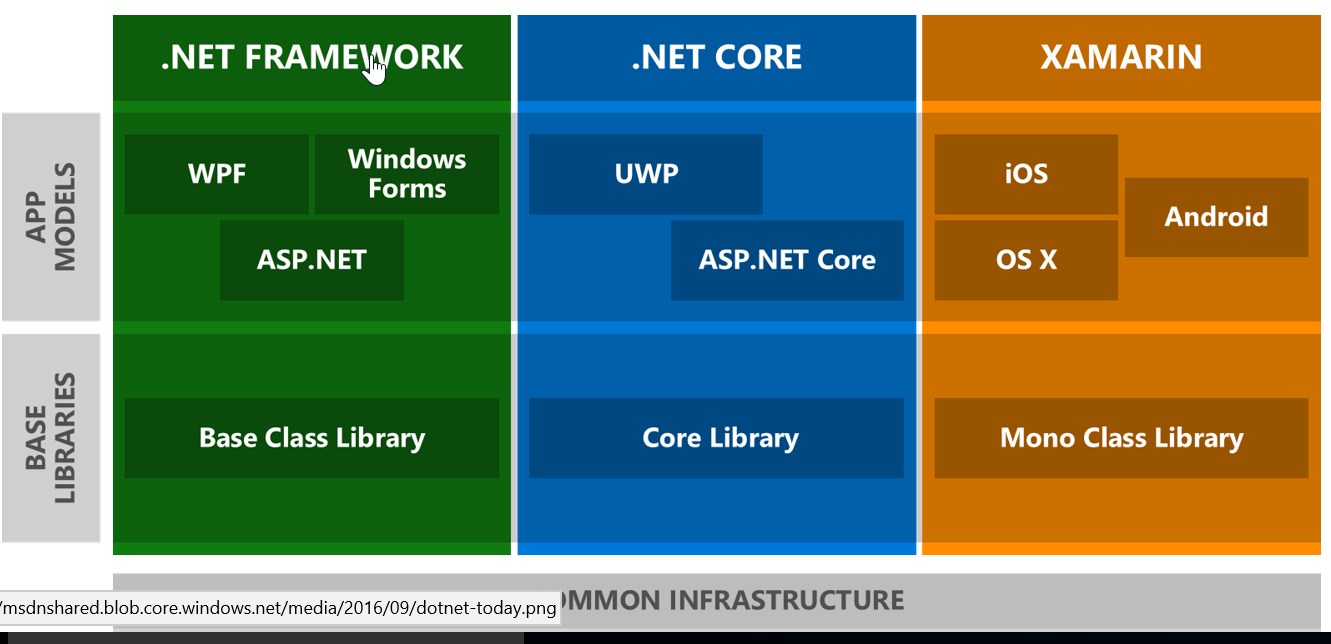 .NET FRAMEWORK
.NET CORE
XAMARIN
APP
MODELS
WPF
Windows
Forms
ASP.NET
UWP
ASP.NET Core
iOS
Android
OS X
BASE
LIBRARIES
Base Class Library
Core Library
Mono Class Library
OMMON INFRASTRUCTURE
/msdnshared.blob.core.windows.net/media/2016/09/dotnet-today.png